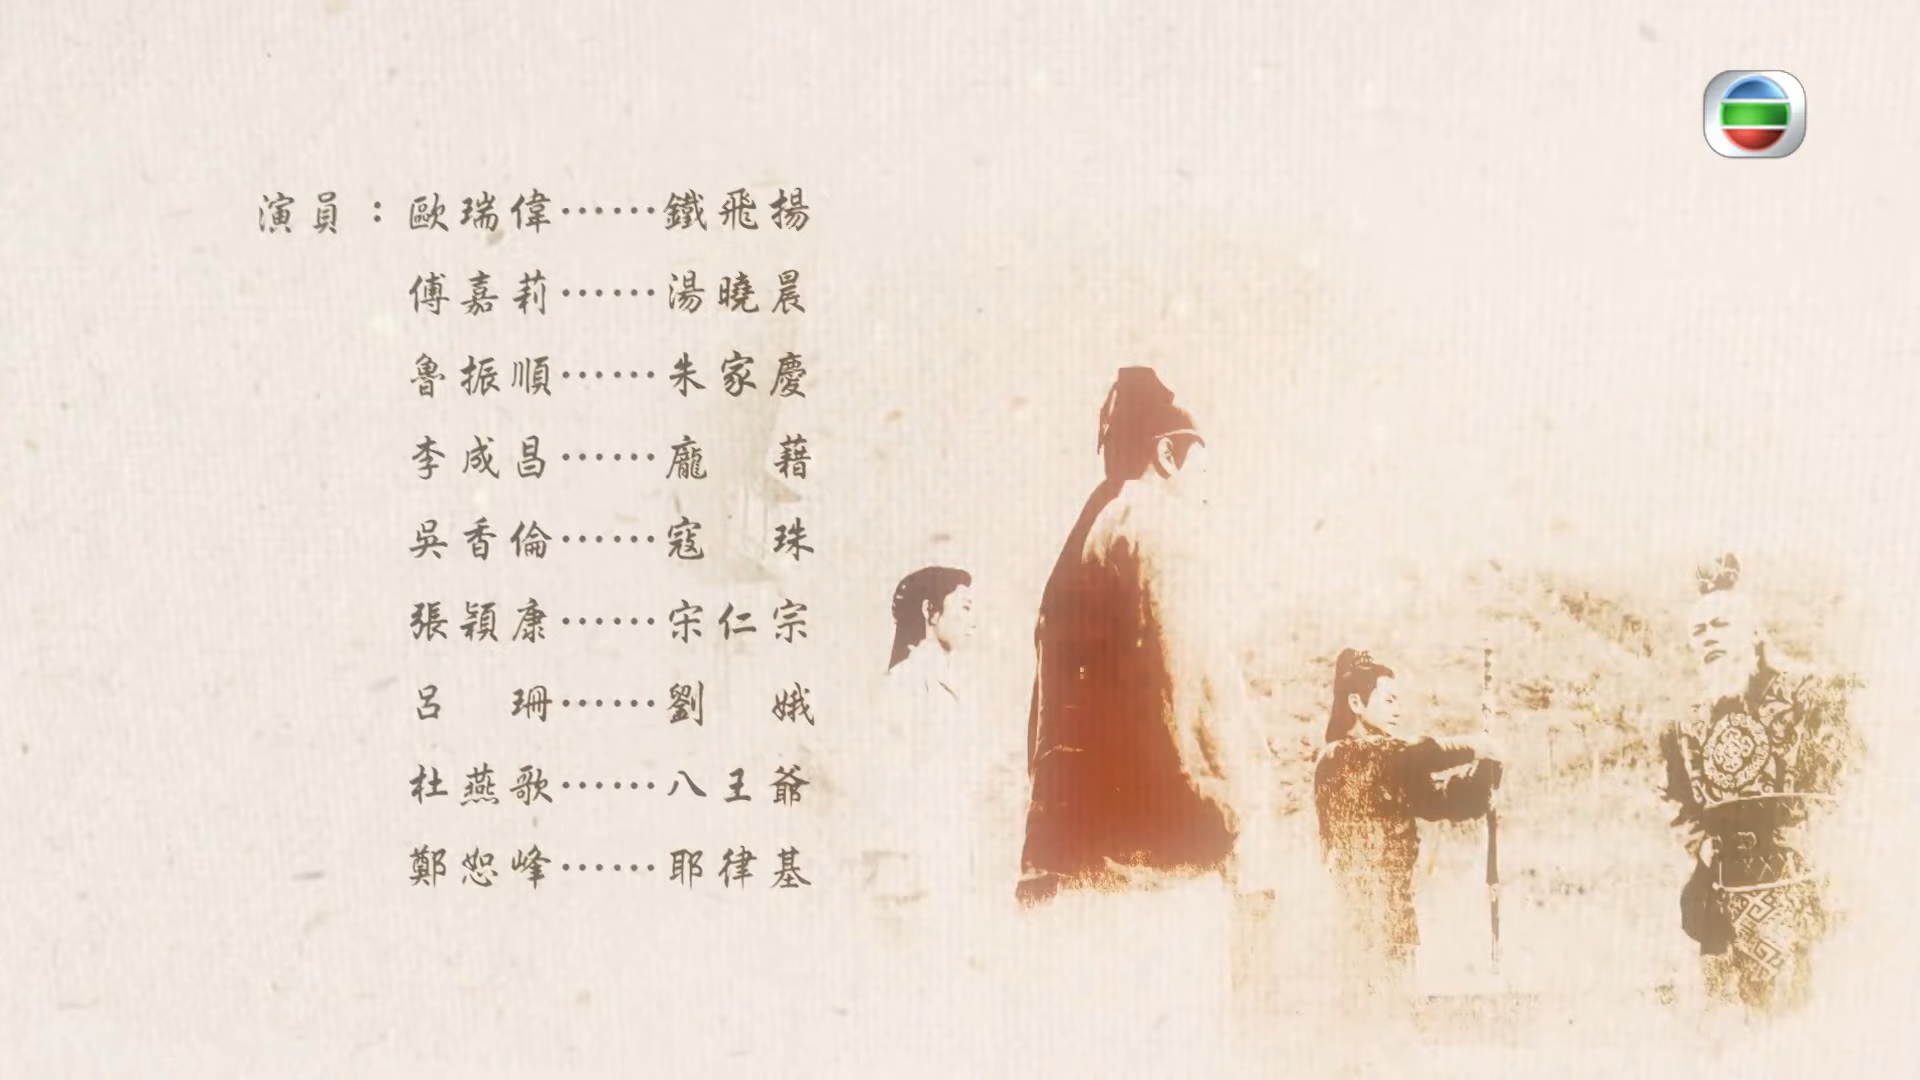 演員：歐瑞偉……鐵飛揚
傅嘉莉……湯曉晨
魯振順……朱家慶
李成昌……龐藉
吳香倫……寇珠
張穎康……宋仁宗
呂珊……劉娥
杜燕歌……八王爺
鄭恕峰……耶律基